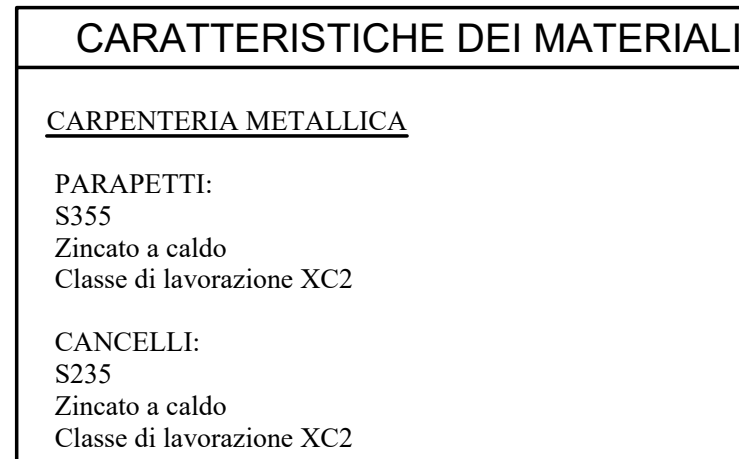 CARATTERISTICHE DEI MATERIALI
CARPENTERIA METALLICA
PARAPETTI:
S355
Zincato a caldo
Classe di lavorazione XC2
CANCELLI:
S235
Zincato a caldo
Classe di lavorazione XC2